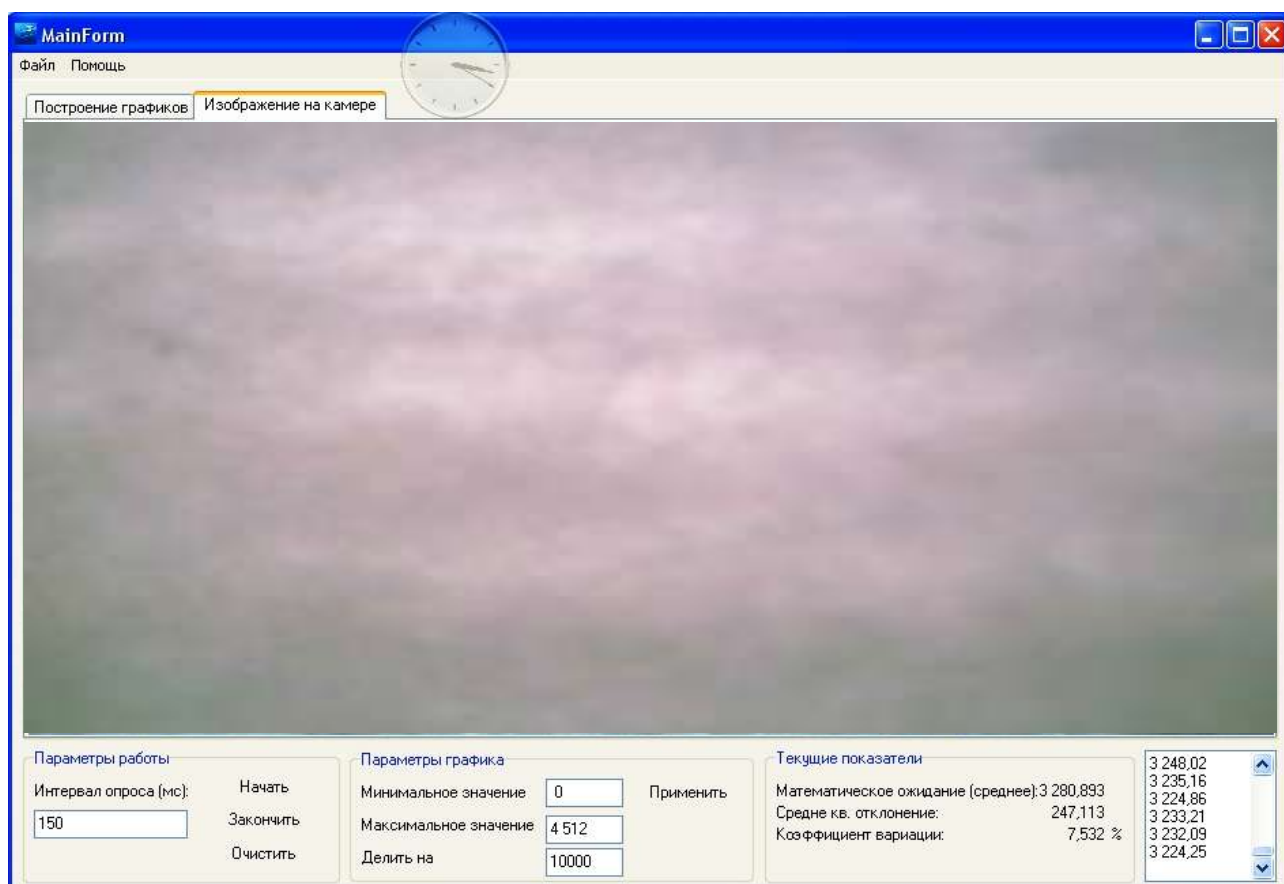 MainForm
Файл Помощь
Построение графиков Изображение на камере
Параметры работы
Интервал опроса (мс):
150
Начать
Закончить
Очистить
Параметры графика
Минимальное значение 0 Применить
Максимальное значение 4 512
Делить на 10000
Текущие показатели
Математическое ожидание (среднее):3 280,893
Средне кв. отклонение: 247,113
Коэффициент вариации: 7,532 %
3 248,02
3 235,16
3 224,86
3 233,21
3 232,09
3 224,25